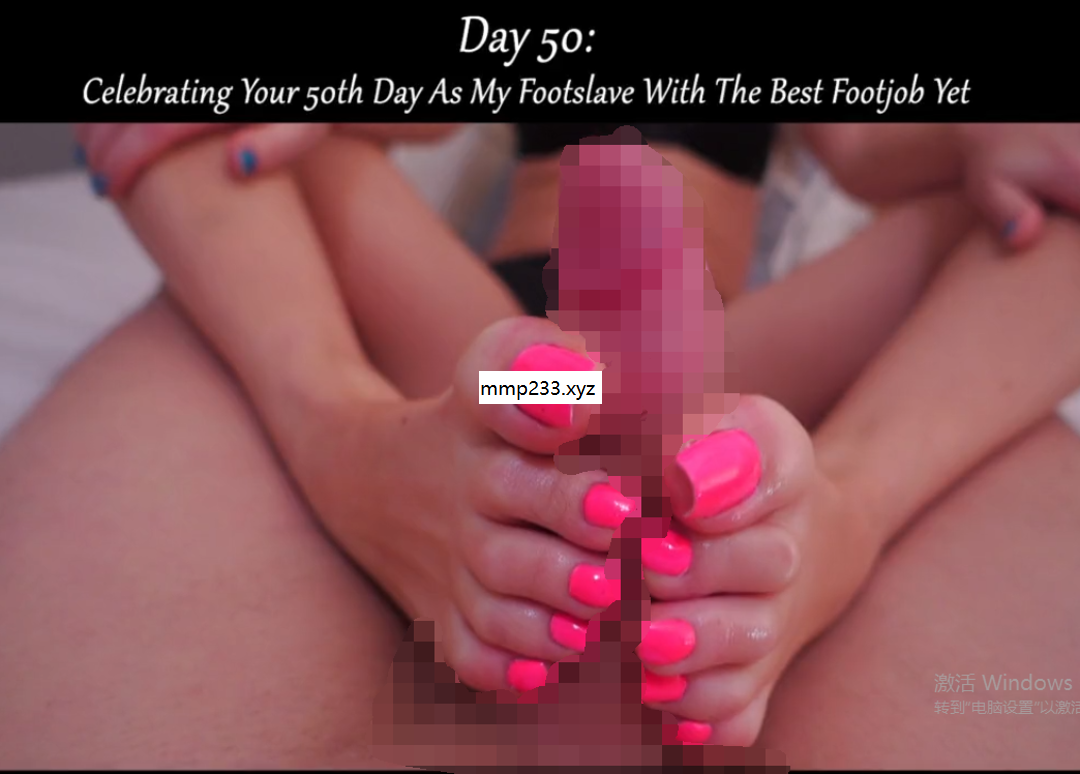 Day 50:
Celebrating Your 50th Day As My Footslave With The Best Footjob Yet
mmp233.xyz
激活 Windows
转到"电脑设置"以激活